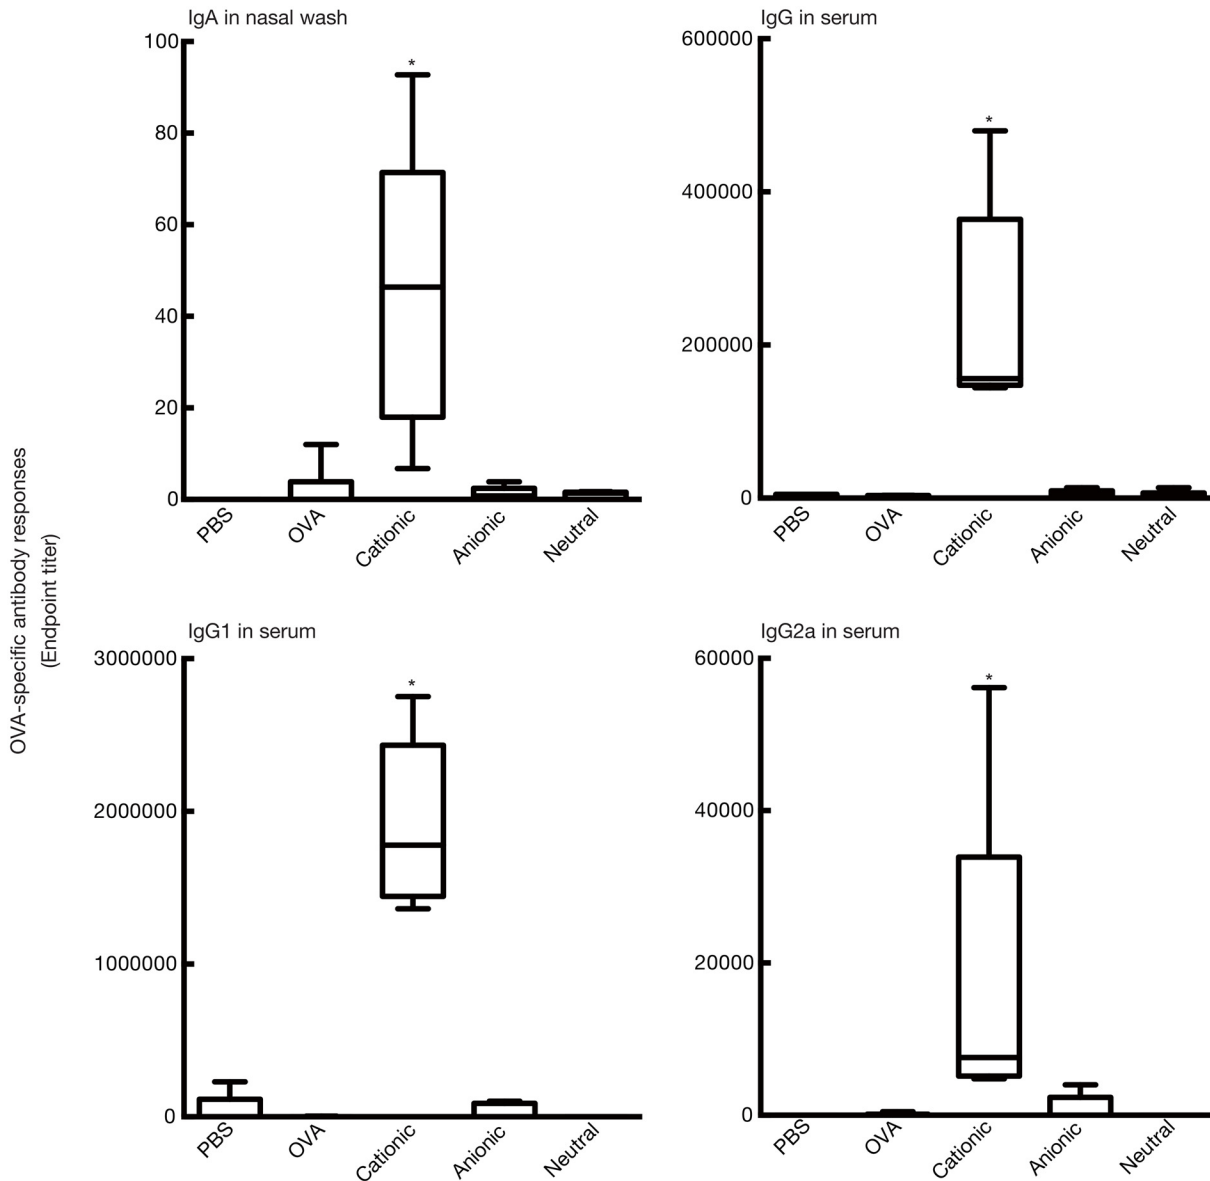 OVA-specific antibody responses
(Endpoint titer)
IgA in nasal wash
100
80
60
40
20
0
*
PBS
OVA
Cationic
Anionic
Neutral
IgG in serum
600000
400000
200000
0
*
PBS
OVA
Cationic
Anionic
Neutral
IgG1 in serum
3000000
2000000
1000000
0
*
PBS
OVA
Cationic
Anionic
Neutral
IgG2a in serum
60000
40000
20000
0
*
PBS
OVA
Cationic
Anionic
Neutral